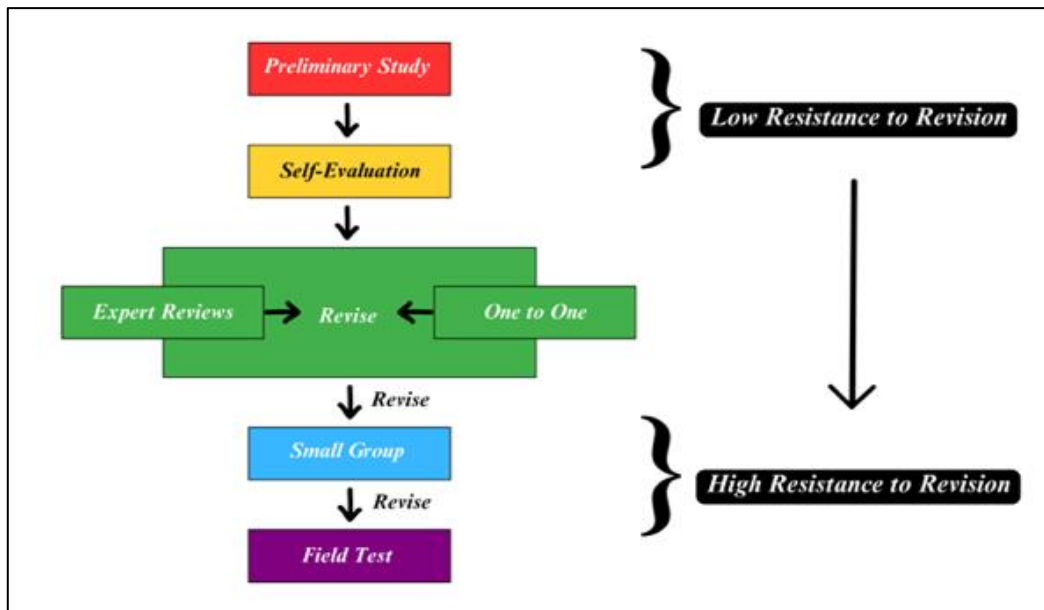 Preliminary Study
Low Resistance to Revision
Self-Evaluation
Expert Reviews
Revise
One to One
Revise
Small Group
High Resistance to Revision
Revise
Field Test